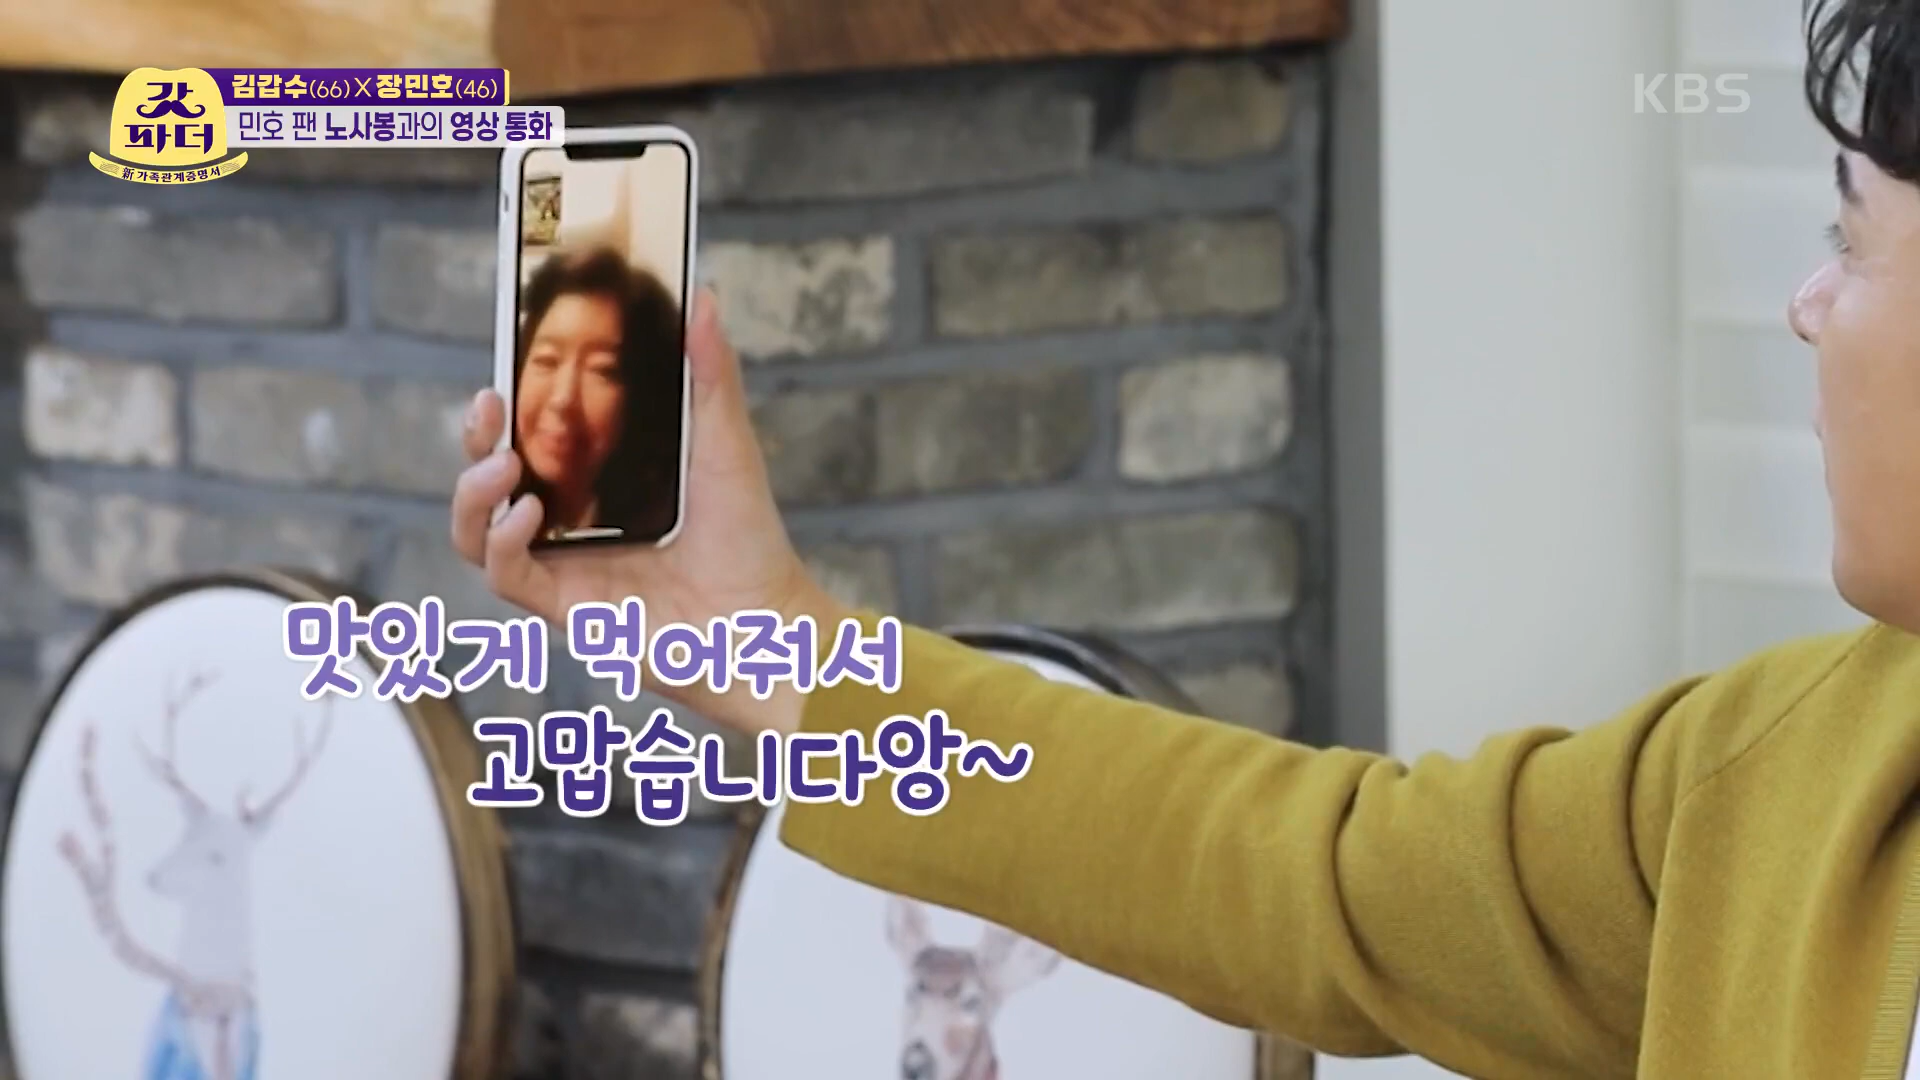 갓파더
新 가족관계증명서
김갑수(66) X 장민호(46)
민호 팬 노사봉과의 영상 통화
KBS
맛있게 먹어줘서
고맙습니다앙~